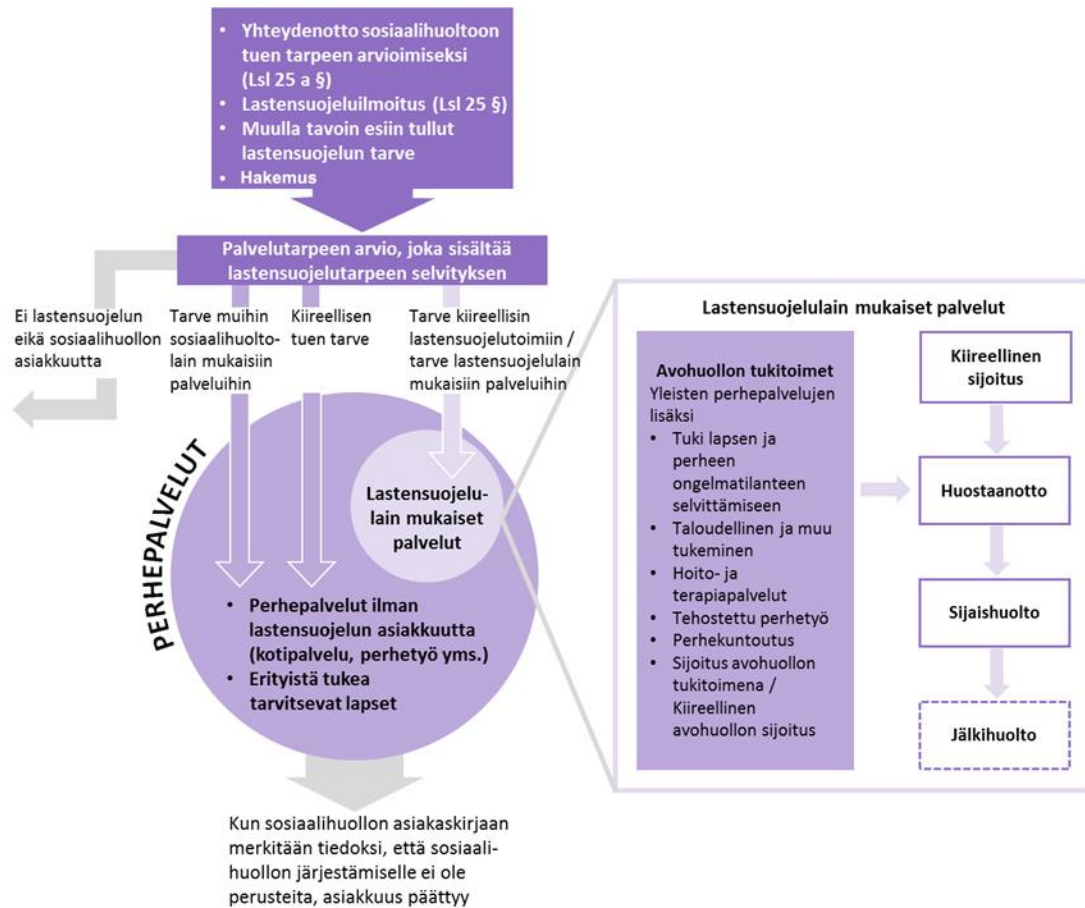 • Yhteydenotto sosiaalihuoltoon
tuen tarpeen arvioimiseksi
(Lsl 25 a §)
• Lastensuojeluilmoitus (Lsl 25 §)
• Muulla tavoin esiin tullut
lastensuojelun tarve
• Hakemus
Palvelutarpeen arvio, joka sisältää
lastensuojelutarpeen selvityksen
Ei lastensuojelun
eikä sosiaalihuollon
asiakkuutta
Tarve muihin
sosiaalihuolto-
lain mukaisiin
palveluihin
Kiireellisen
tuen tarve
Tarve kiireellisin
lastensuojelutoimiin /
tarve lastensuojelulain
mukaisiin palveluihin
PERHEPALVELUT
Lastensuojelu-
lain mukaiset
palvelut
• Perhepalvelut ilman
lastensuojelun asiakkuutta
(kotipalvelu, perhetyö yms.)
• Erityistä tukea
tarvitsevat lapset
Kun sosiaalihuollon asiakaskirjaan
merkitään tiedoksi, että sosiaali-
huollon järjestämiselle ei ole
perusteita, asiakkuus päättyy
Lastensuojelulain mukaiset palvelut
Avohuollon tukitoimet
Yleisten perhepalvelujen
lisäksi
• Tuki lapsen ja
perheen
ongelmatilanteen
selvittämiseen
• Taloudellinen ja muu
tukeminen
• Hoito- ja
terapiapalvelut
• Tehostettu perhetyö
• Perhekuntoutus
• Sijoitus avohuollon
tukitoimena /
Kiireellinen
avohuollon sijoitus
Kiireellinen
sijoitus
Huostaanotto
Sijaishuolto
Jälkihuolto